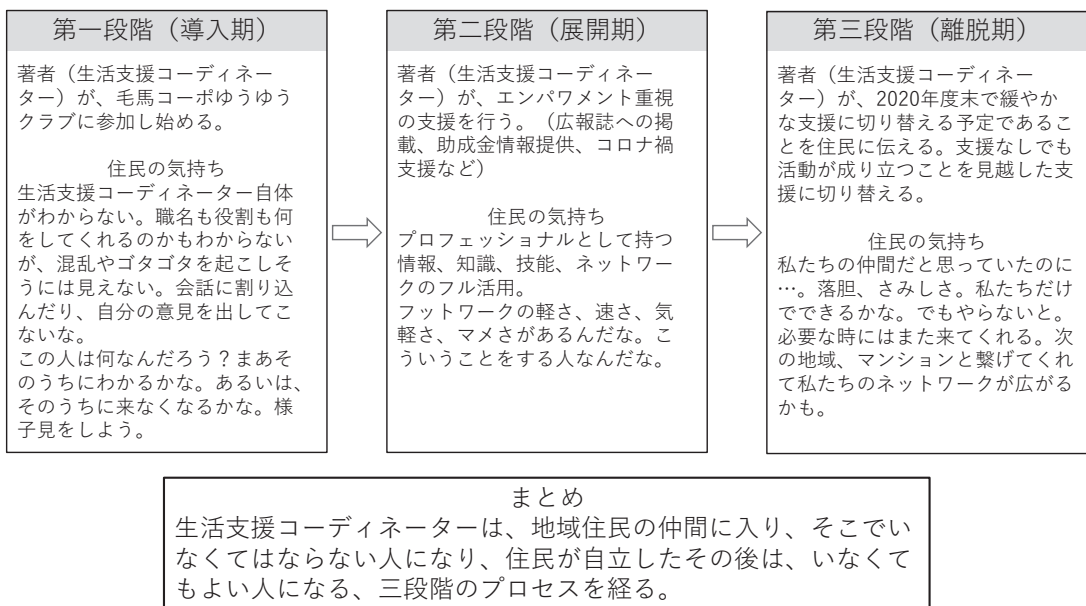 第一段階（導入期）
著者（生活支援コーディネー
ター）が、毛馬コーポゆうゆう
クラブに参加し始める。
住民の気持ち
生活支援コーディネーター自体
がわからない。職名も役割も何
をしてくれるのかもわからない
が、混乱やゴタゴタを起こしそ
うには見えない。会話に割り込
んだり、自分の意見を出してこ
ないな。
この人は何なんだろう？まあそ
のうちにわかるかな。あるいは、
そのうちに来なくなるかな。様
子見をしよう。
第二段階（展開期）
著者（生活支援コーディネー
ター）が、エンパワメント重視
の支援を行う。（広報誌への掲
載、助成金情報提供、コロナ禍
支援など）
住民の気持ち
プロフェッショナルとして持つ
情報、知識、技能、ネットワー
クのフル活用。
フットワークの軽さ、速さ、気
軽さ、マメさがあるんだな。こ
ういうことをする人なんだな。
第三段階（離脱期）
著者（生活支援コーディネー
ター）が、2020年度末で緩やか
な支援に切り替える予定であるこ
とを住民に伝える。支援なしでも
活動が成り立つことを見越した支
援に切り替える。
住民の気持ち
私たちの仲間だと思っていたのに
…。落胆、さみしさ。私たちだけ
でできるかな。でもやらないと。
必要な時にはまた来てくれる。次
の地域、マンションと繋げてくれ
て私たちのネットワークが広がる
かも。
まとめ
生活支援コーディネーターは、地域住民の仲間に入り、そこでい
なくてはならない人になり、住民が自立したその後は、いなくて
もよい人になる、三段階のプロセスを経る。